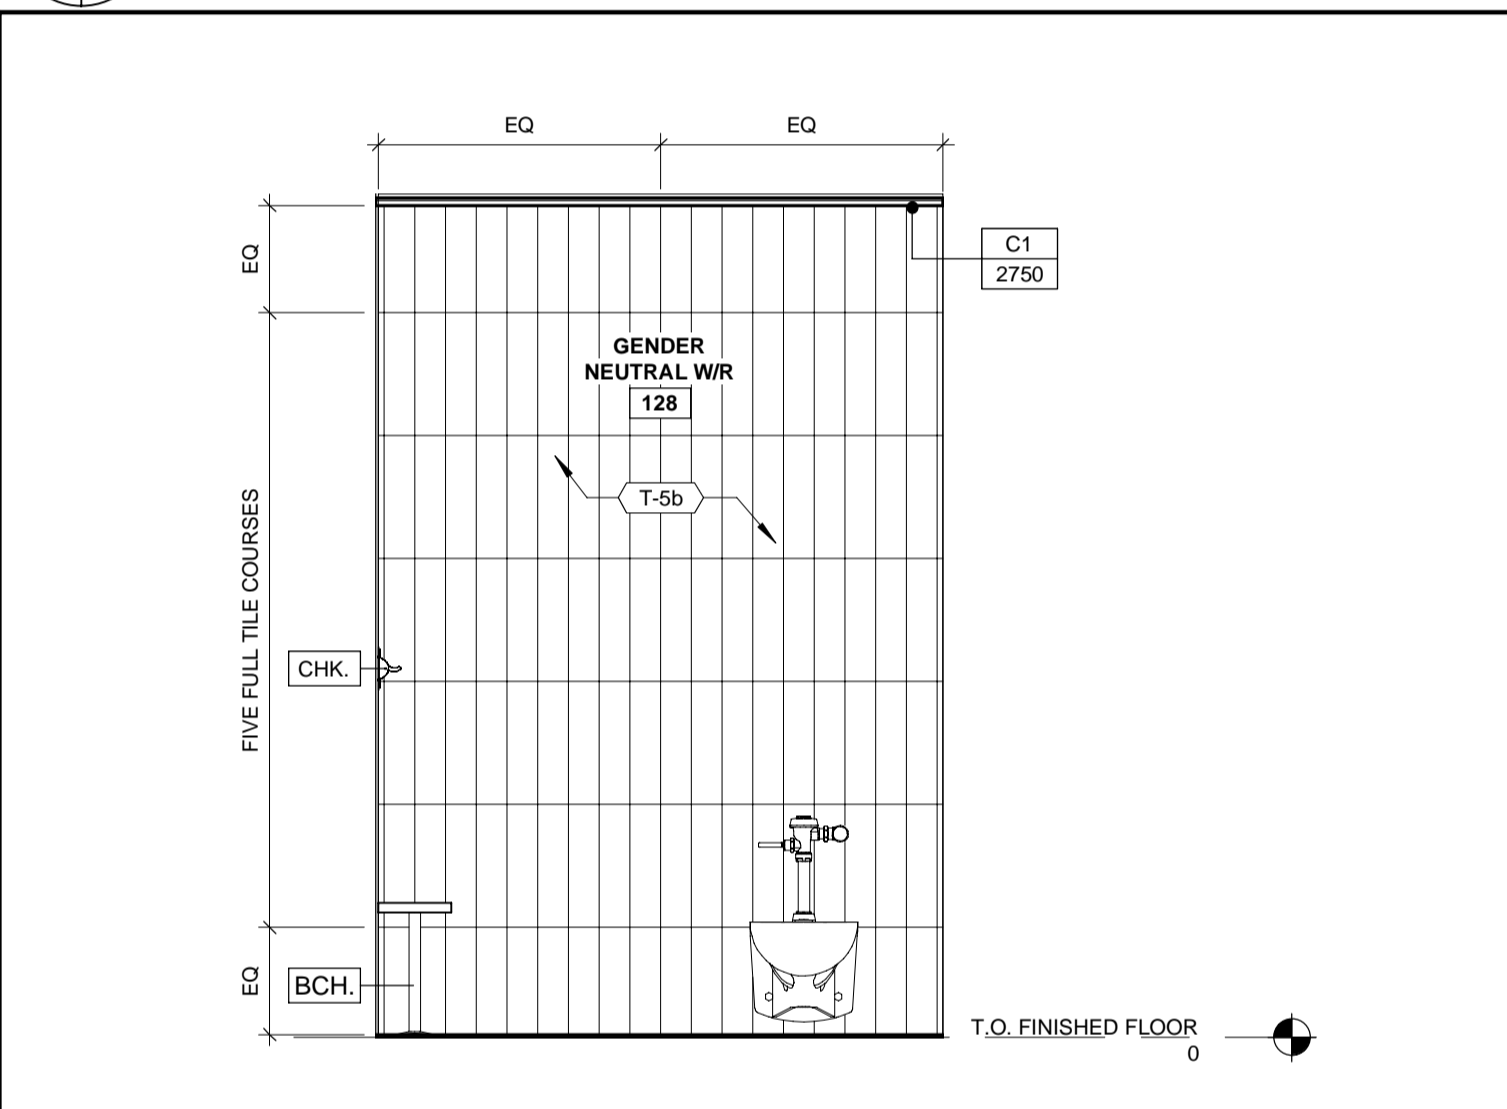 EQ
EQ
EQ
C1
2750
GENDER
NEUTRAL W/R
128
T-5b
FIVE FULL TILE COURSES
CHK.
EQ
BCH.
T.O. FINISHED FLOOR
0